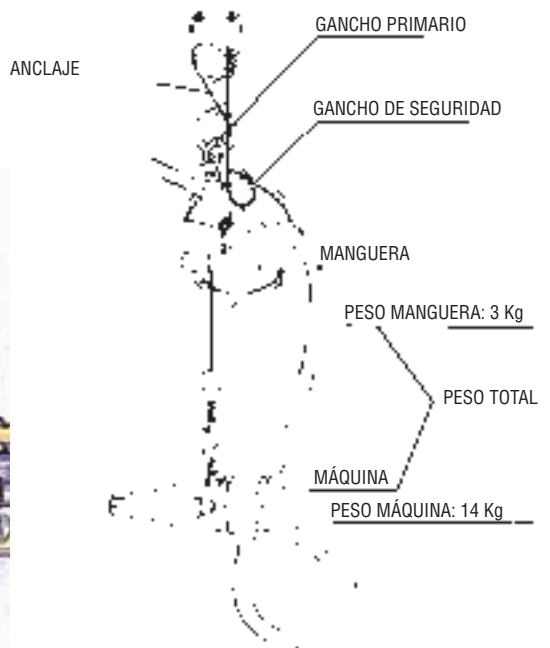 GANCHO PRIMARIO
ANCLAJE
GANCHO DE SEGURIDAD
MANGUERA
PESO MANGUERA: 3 Kg
PESO TOTAL
MÁQUINA
PESO MÁQUINA: 14 Kg